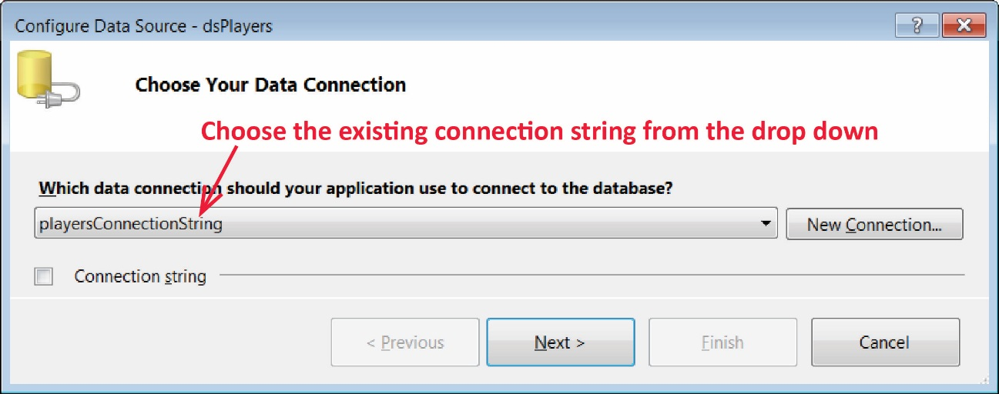 Configure Data Source - dsPlayers
?
Choose Your Data Connection
Choose the existing connection string from the drop down
Which data connection should your application use to connect to the database?
playersConnectionString
New Connection...
Connection string
< Previous
Next >
Finish
Cancel